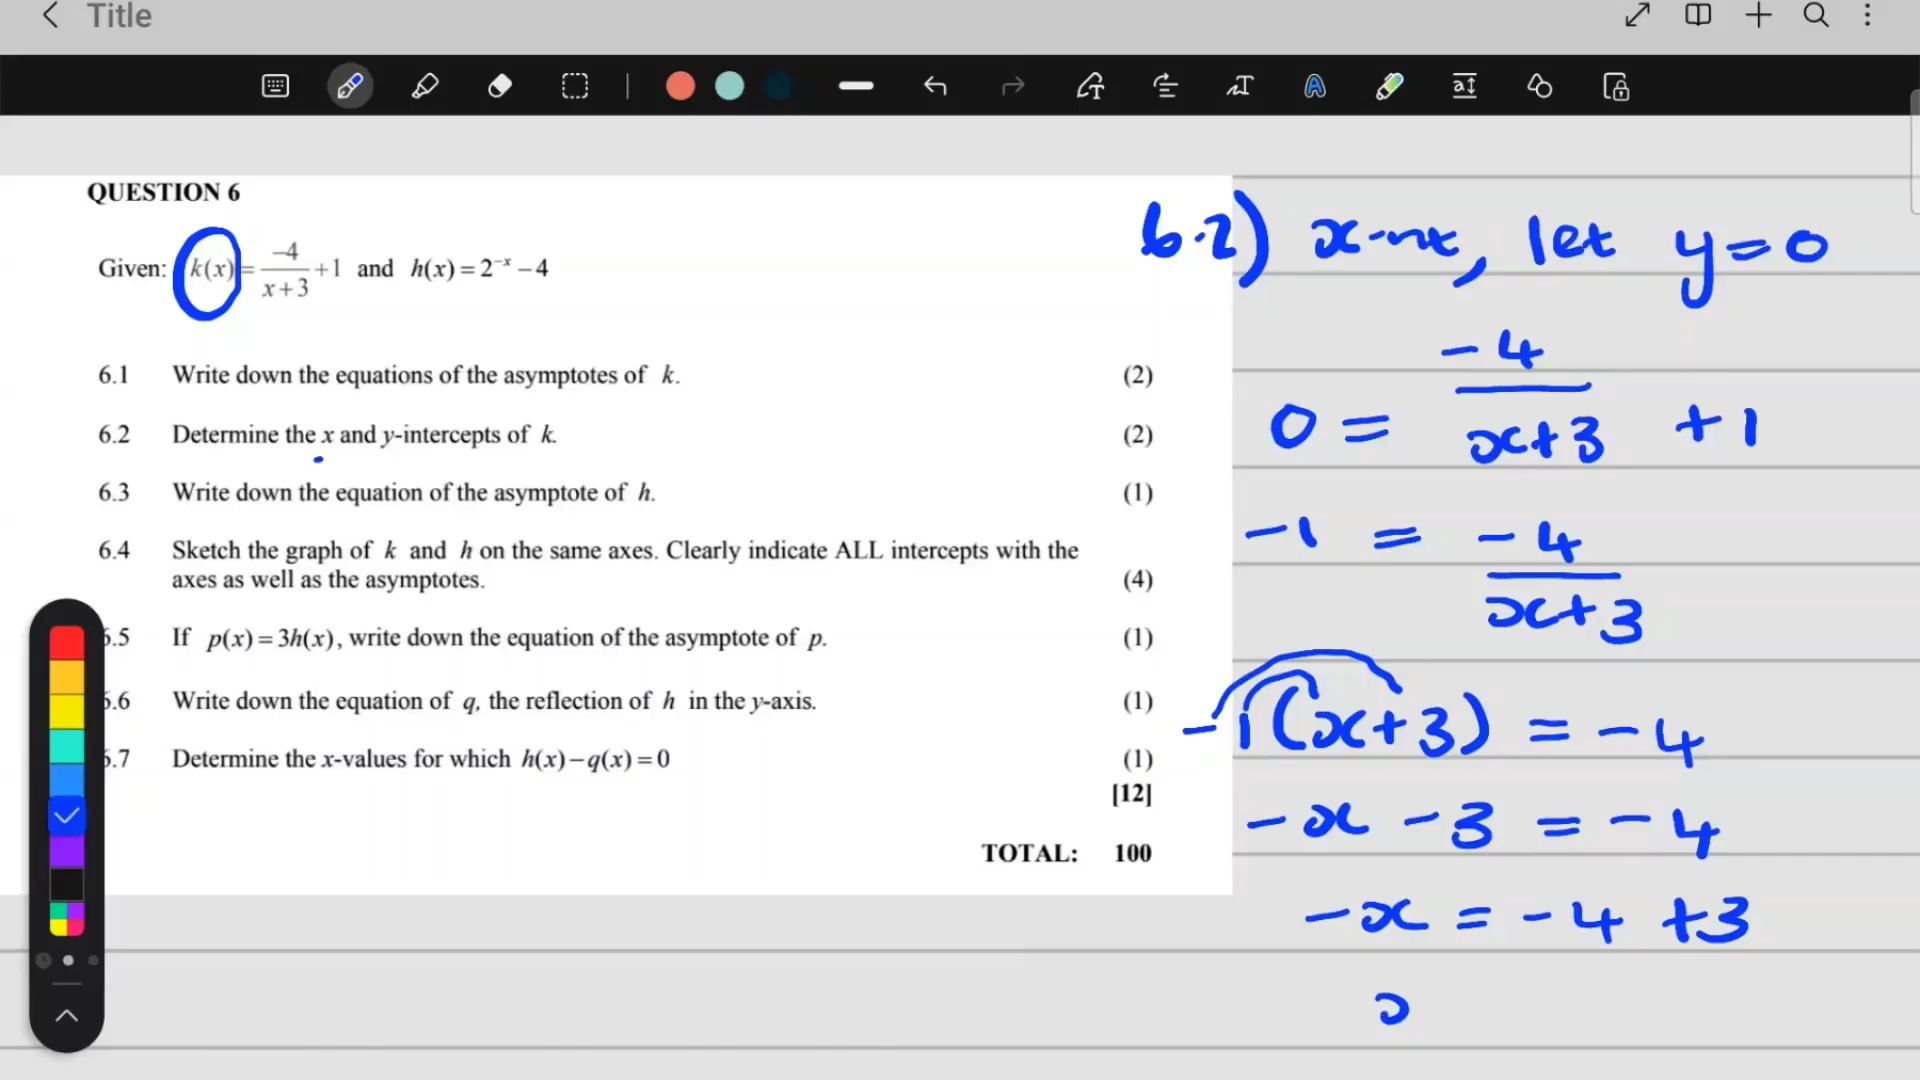 Title
QUESTION 6
Given: k(x) = -4/(x+3) + 1 and h(x) = 2^{-x} - 4
6.1 Write down the equations of the asymptotes of k. (2)
6.2 Determine the x and y-intercepts of k. (2)
6.3 Write down the equation of the asymptote of h. (1)
6.4 Sketch the graph of k and h on the same axes. Clearly indicate ALL intercepts with the
axes as well as the asymptotes. (4)
6.5 If p(x) = 3h(x), write down the equation of the asymptote of p. (1)
6.6 Write down the equation of q, the reflection of h in the y-axis. (1)
6.7 Determine the x-values for which h(x) - q(x) = 0 (1)
[12]
TOTAL: 100
6.2) x-int, let y = 0
0 = -4/(x+3) + 1
-1 = -4/(x+3)
-1(x+3) = -4
-x - 3 = -4
-x = -4 + 3